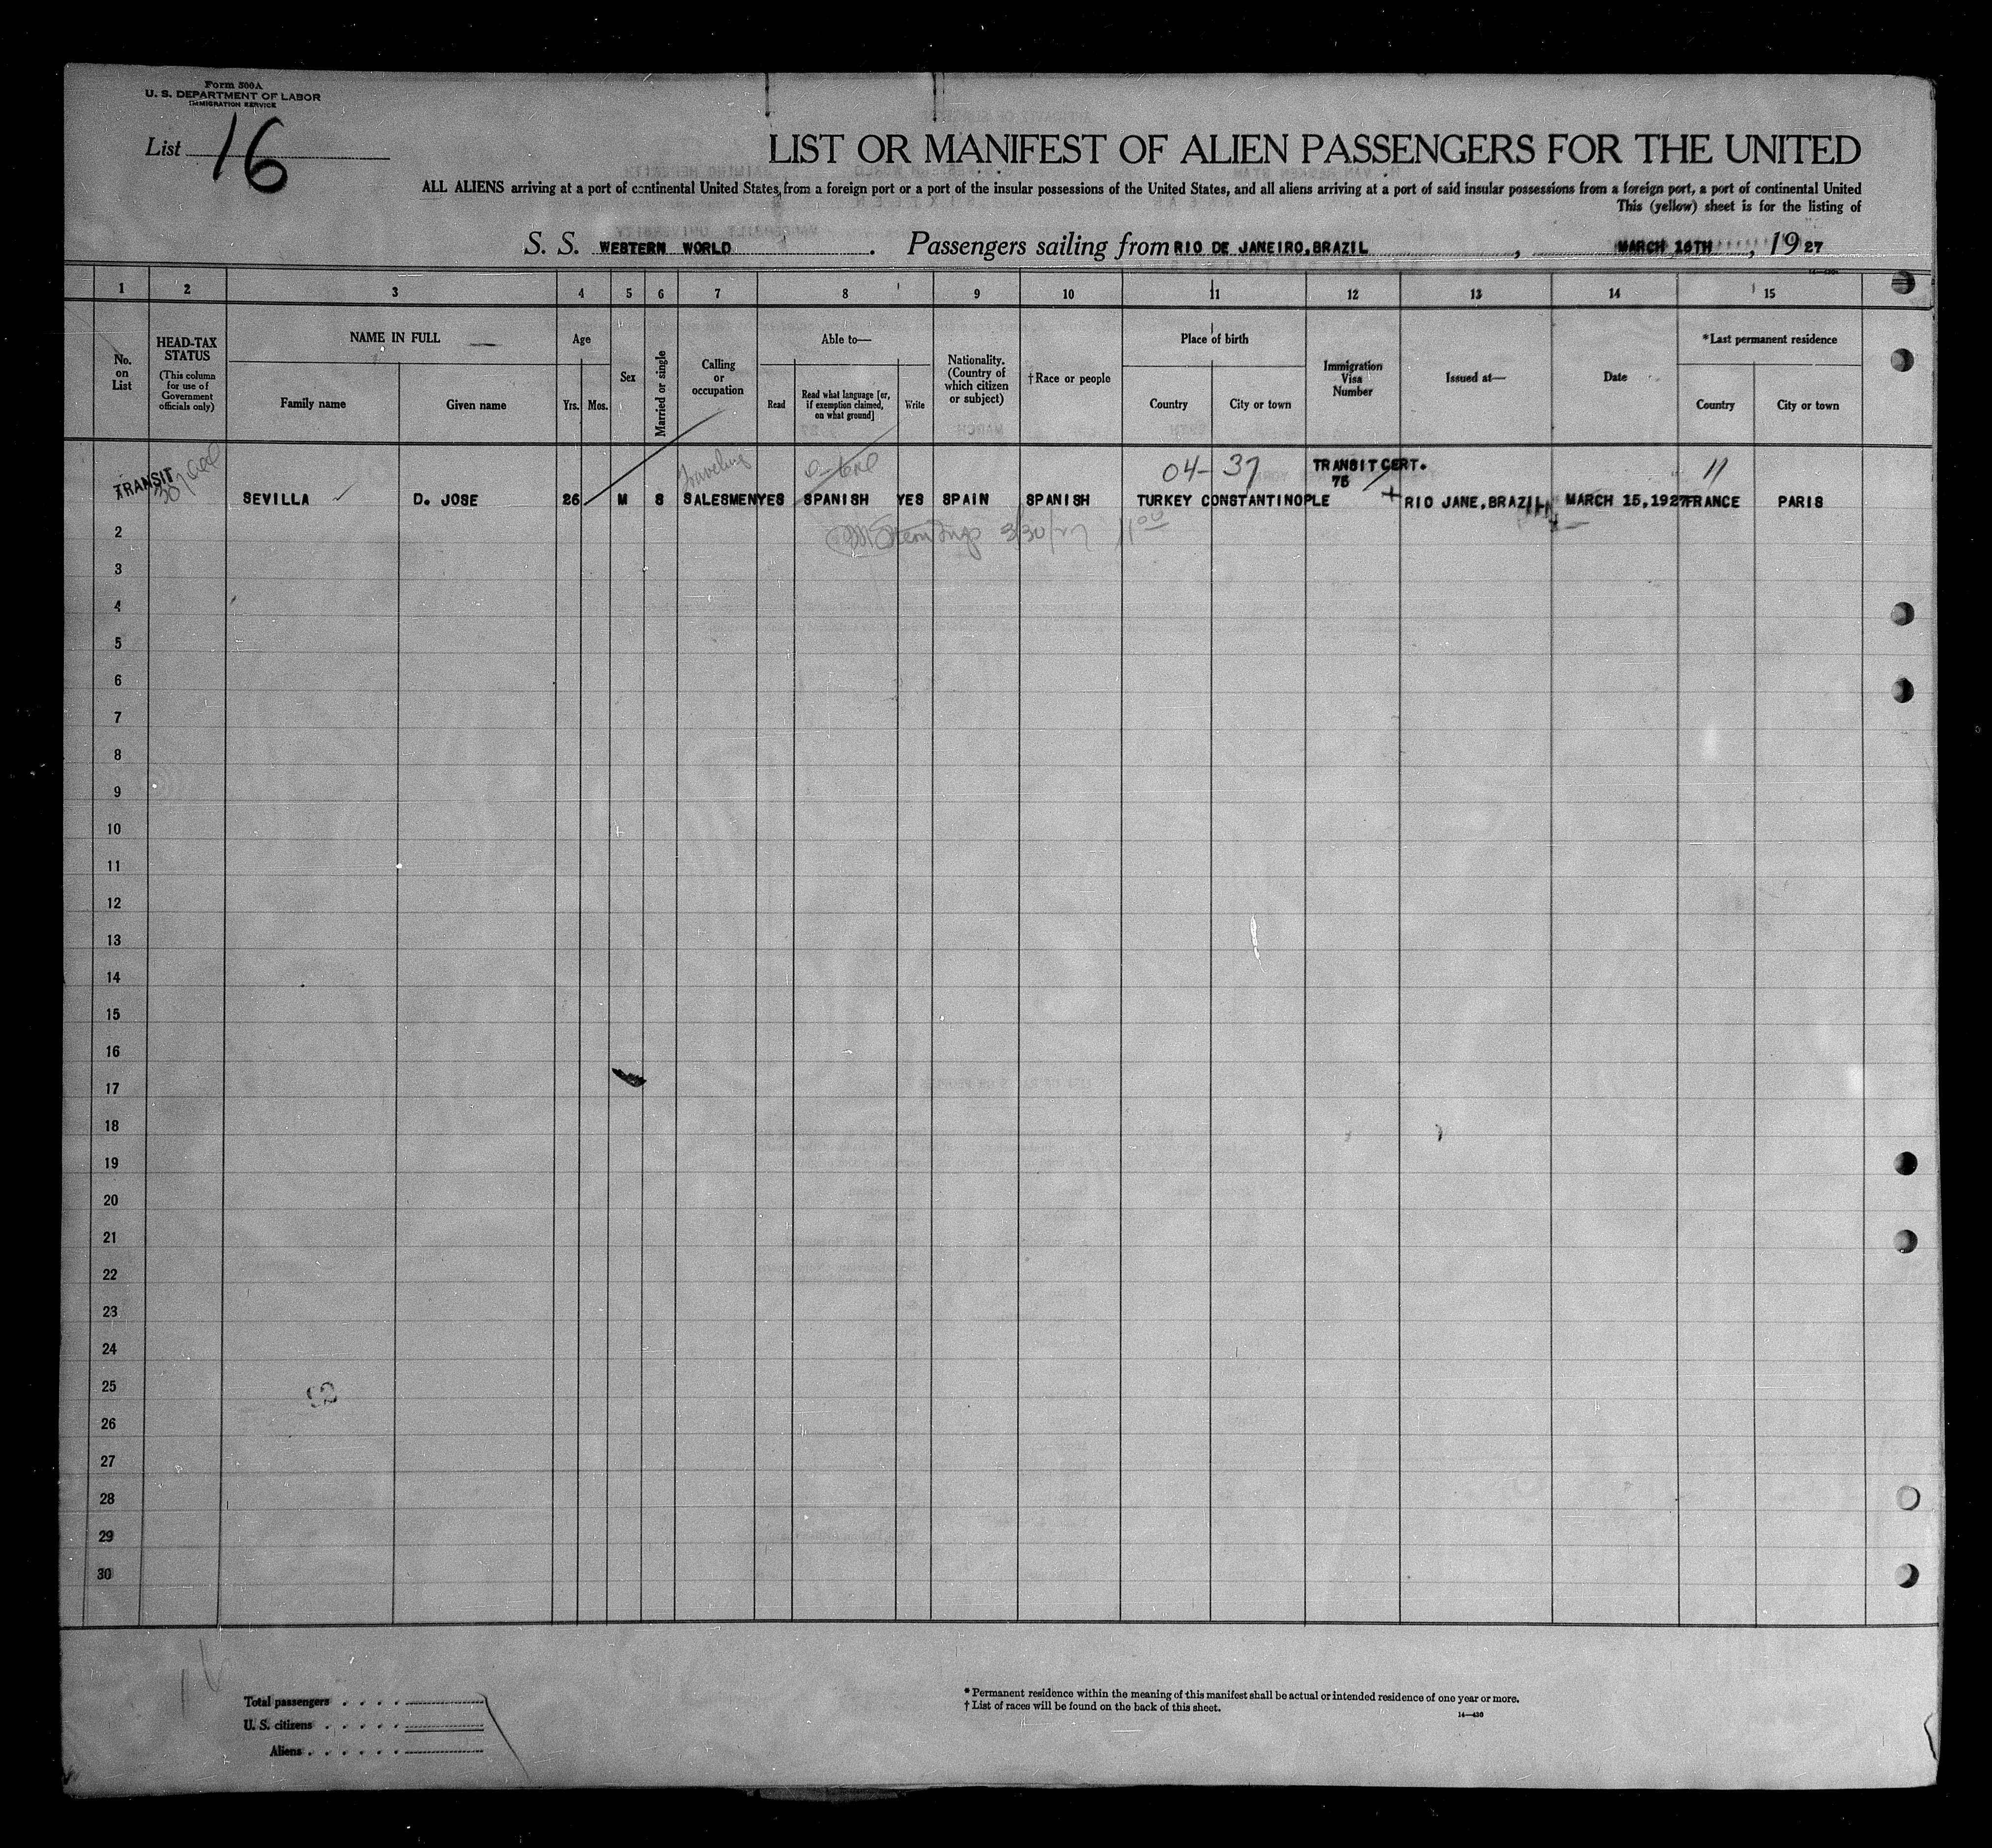 Form 500A
U. S. DEPARTMENT OF LABOR
IMMIGRATION SERVICE
List 16
LIST OR MANIFEST OF ALIEN PASSENGERS FOR THE UNITED
ALL ALIENS arriving at a port of continental United States, from a foreign port or a port of the insular possessions of the United States, and all aliens arriving at a port of said insular possessions from a foreign port, a port of continental United
This (yellow) sheet is for the listing of
S. S. WESTERN WORLD. Passengers sailing from RIO DE JANEIRO, BRAZIL, MARCH 16TH, 1927
1 2 3 4 5 6 7 8 9 10 11 12 13 14 15
No. on List
HEAD-TAX STATUS
(This column for use of Government officials only)
NAME IN FULL
Family name
Given name
Age
Yrs. Mos.
Sex
Married or single
Calling or occupation
Able to—
Read
Read what language [or, if exemption claimed, on what ground]
Write
Nationality. (Country of which citizen or subject)
†Race or people
Place of birth
Country
City or town
Immigration Visa Number
Issued at—
Date
*Last permanent residence
Country
City or town
TRANSIT
Traveling
04-37
TRANSIT CERT.
76
11
SEVILLA D. JOSE 26 M S SALESMEN YES SPANISH YES SPAIN SPANISH TURKEY CONSTANTINOPLE RIO JANE, BRAZIL MARCH 15, 1927 FRANCE PARIS
3/30/27 11 00
2
3
4
5
6
7
8
9
10
11
12
13
14
15
16
17
18
19
20
21
22
23
24
25
26
27
28
29
30
Total passengers
U. S. citizens
Aliens
* Permanent residence within the meaning of this manifest shall be actual or intended residence of one year or more.
† List of races will be found on the back of this sheet.
14—430